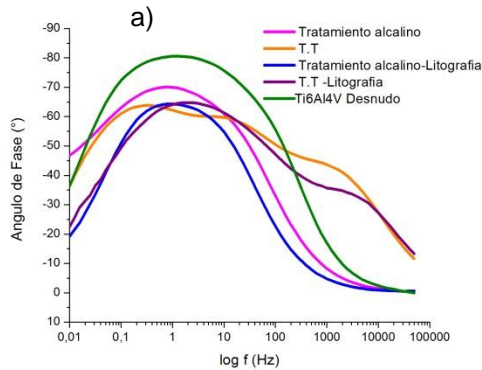 a)
Tratamiento alcalino
T.T
Tratamiento alcalino-Litografia
T.T -Litografia
Ti6Al4V Desnudo
-90
-80
-70
-60
-50
-40
-30
-20
-10
0
10
Angulo de Fase (°)
0,01 0,1 1 10 100 1000 10000 100000
log f (Hz)